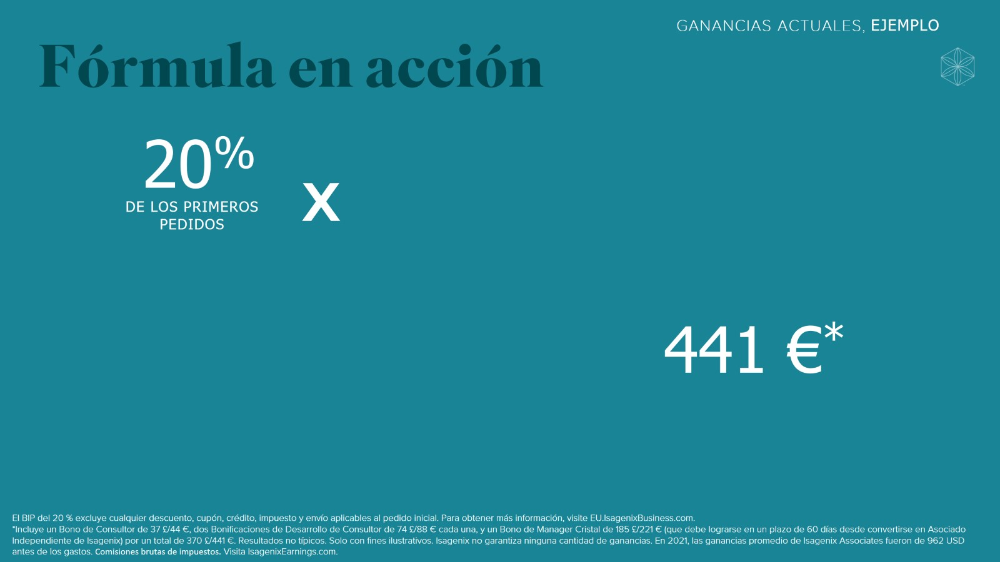 GANANCIAS ACTUALES, EJEMPLO
Fórmula en acción
20%
DE LOS PRIMEROS
PEDIDOS
X
441 €*
El BIP del 20 % excluye cualquier descuento, cupón, crédito, impuesto y envío aplicables al pedido inicial. Para obtener más información, visite EU.IsagenixBusiness.com.
*Incluye un Bono de Consultor de 37 £/44 €, dos Bonificaciones de Desarrollo de Consultor de 74 £/88 € cada una, y un Bono de Manager Cristal de 185 £/221 € (que debe lograrse en un plazo de 60 días desde convertirse en Asociado
Independiente de Isagenix) por un total de 370 £/441 €. Resultados no típicos. Solo con fines ilustrativos. Isagenix no garantiza ninguna cantidad de ganancias. En 2021, las ganancias promedio de Isagenix Associates fueron de 962 USD
antes de los gastos. Comisiones brutas de impuestos. Visita IsagenixEarnings.com.